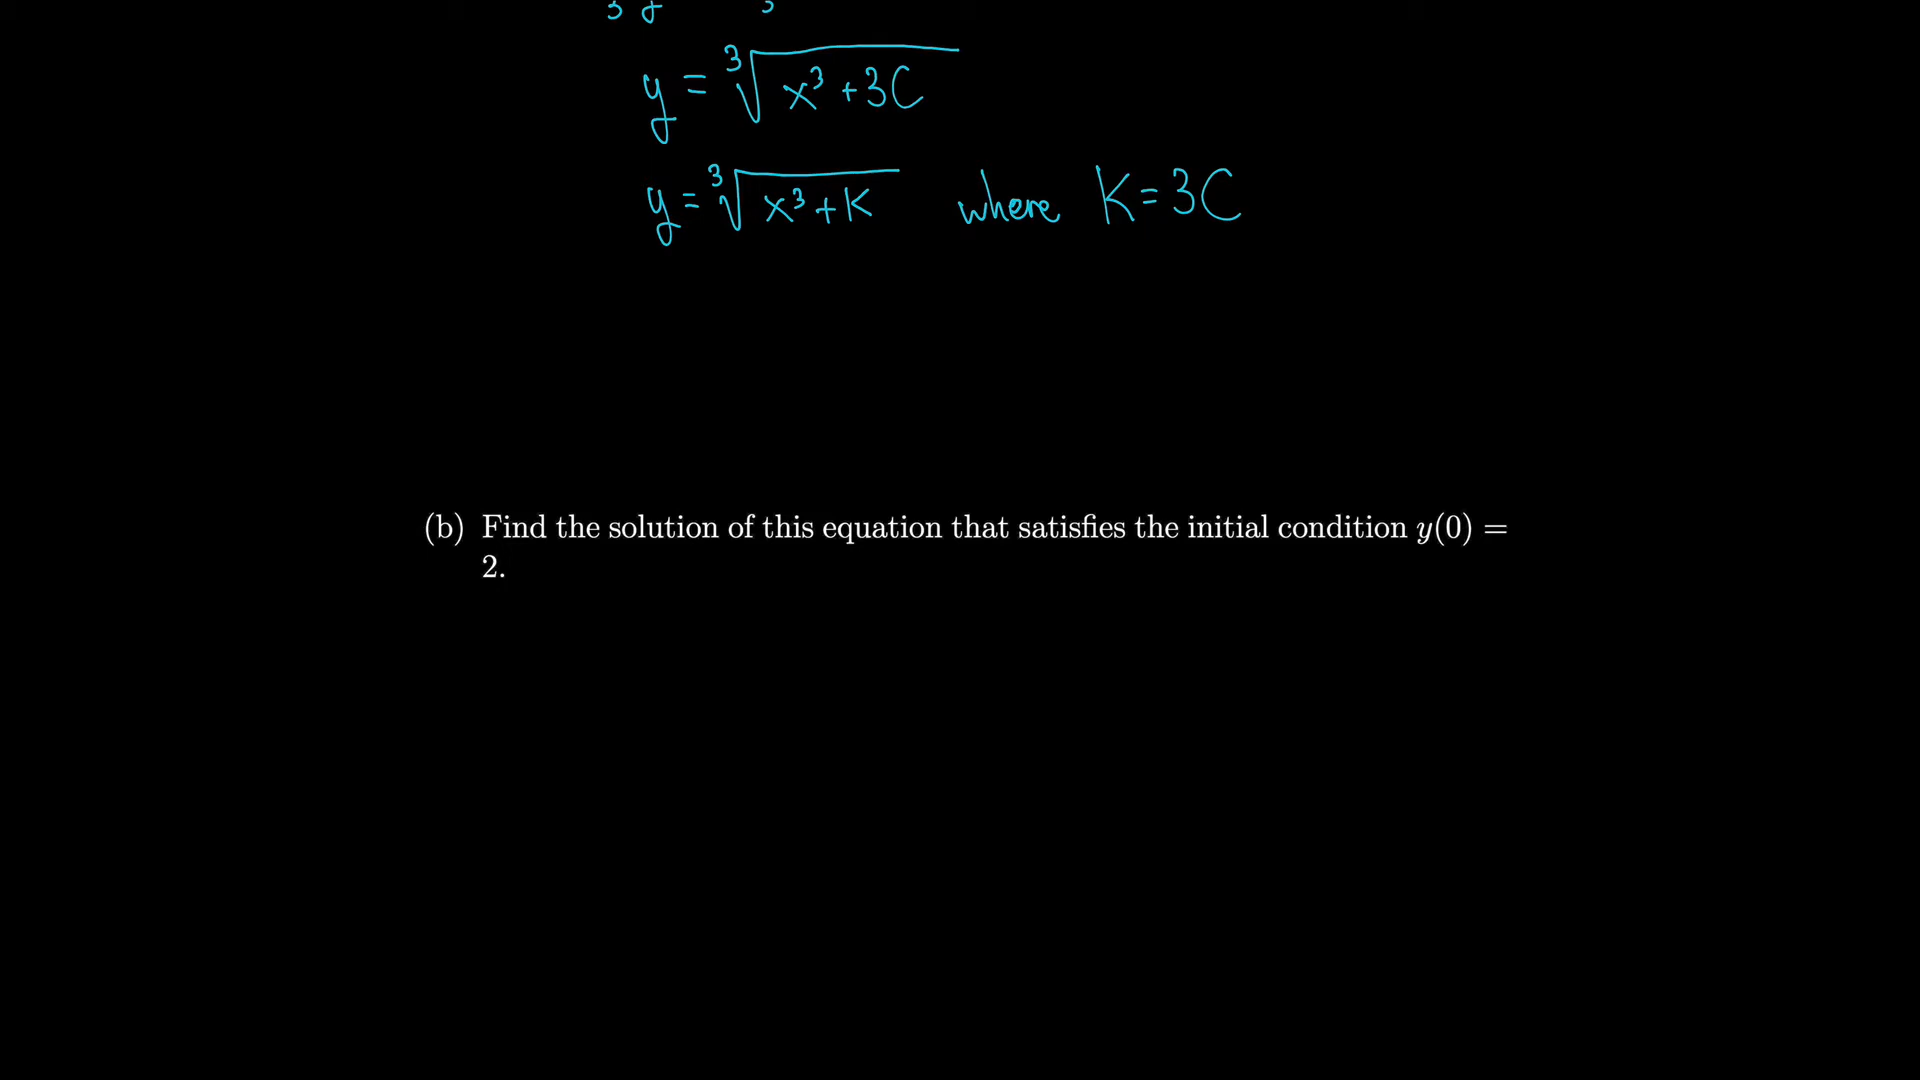 y = ∛(x³ + 3C)
y = ∛(x³ + K) where K = 3C
(b) Find the solution of this equation that satisfies the initial condition y(0) =
2.